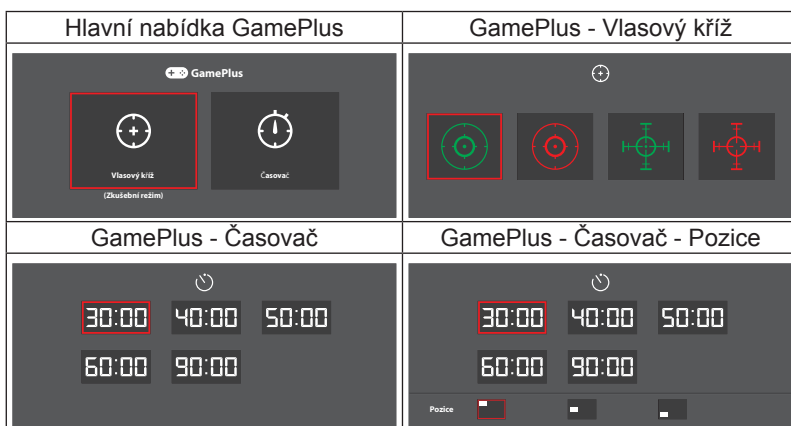 Hlavní nabídka GamePlus
GamePlus - Vlasový kříž
GamePlus
Vlasový kříž
Časovač
(Zkušební režim)
GamePlus - Časovač
GamePlus - Časovač - Pozice
30:00 40:00 50:00
60:00 90:00
30:00 40:00 50:00
60:00 90:00
Pozice